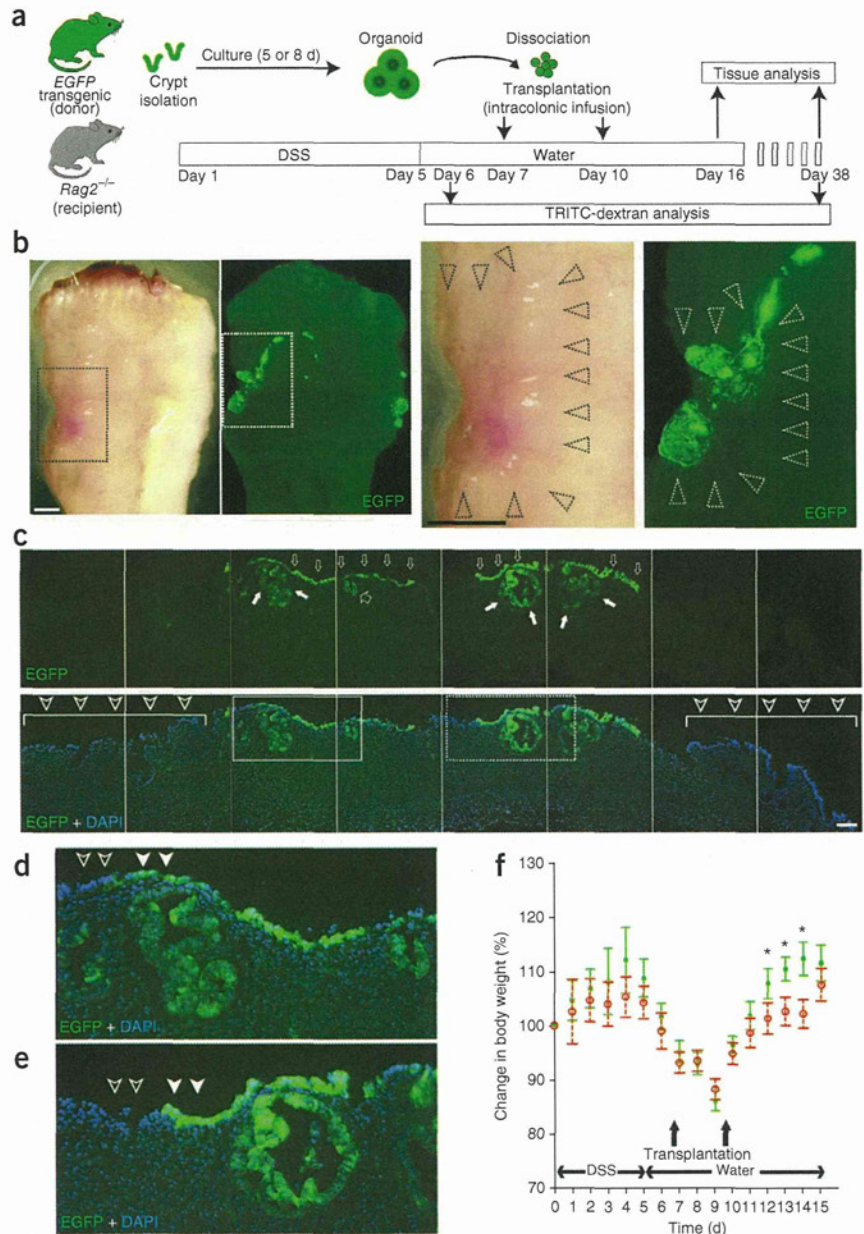 a
EGFP
transgenic
(donor)
Crypt
isolation
Culture (5 or 8 d)
Organoid
Dissociation
Transplantation
(intracolonic infusion)
Tissue analysis
Rag2−/−
(recipient)
DSS
Water
Day 1
Day 5
Day 6
Day 7
Day 10
Day 16
Day 38
TRITC-dextran analysis
b
EGFP
EGFP
c
EGFP
EGFP + DAPI
d
EGFP + DAPI
e
EGFP + DAPI
f
130
120
110
100
90
80
70
Change in body weight (%)
* * *
Transplantation
DSS
Water
0 1 2 3 4 5 6 7 8 9 10 11 12 13 14 15
Time (d)